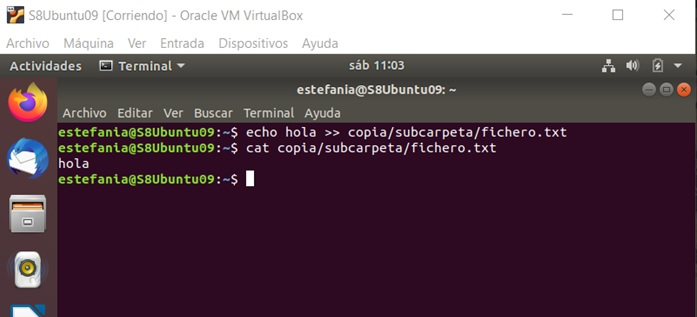 S8Ubuntu09 [Corriendo] - Oracle VM VirtualBox
Archivo Máquina Ver Entrada Dispositivos Ayuda
Actividades Terminal sáb 11:03
estefania@S8Ubuntu09: ~
Archivo Editar Ver Buscar Terminal Ayuda
estefania@S8Ubuntu09:~$ echo hola >> copia/subcarpeta/fichero.txt
estefania@S8Ubuntu09:~$ cat copia/subcarpeta/fichero.txt
hola
estefania@S8Ubuntu09:~$